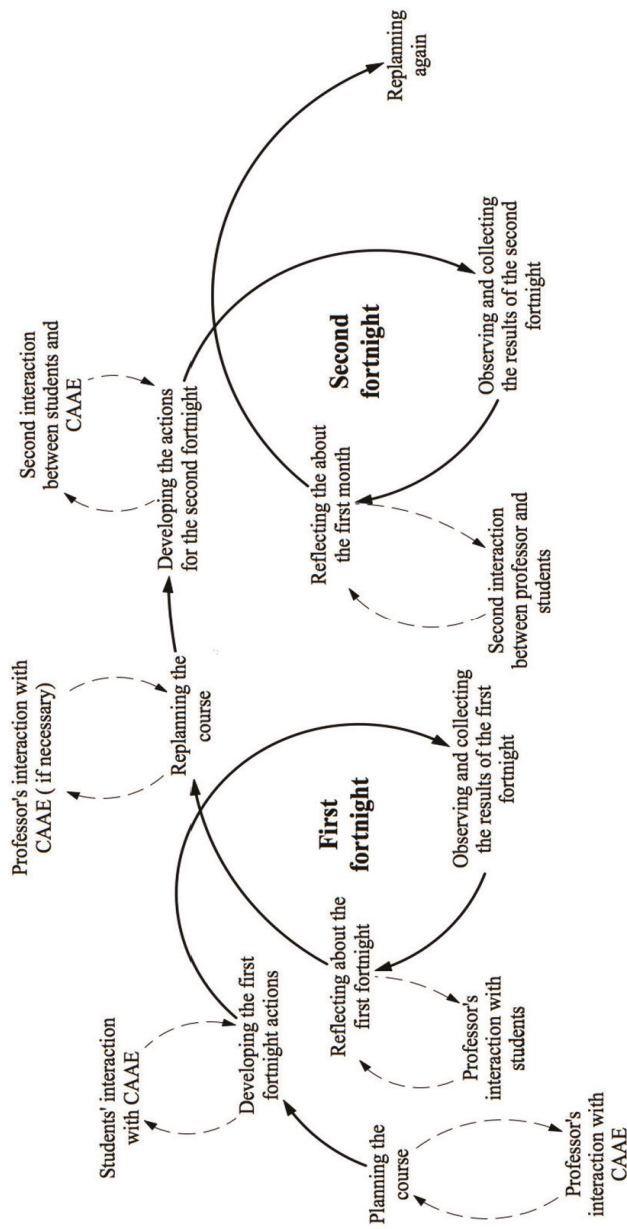 Students' interaction
with CAAE
Professor's interaction with
CAAE ( if necessary)
Second interaction
between students and
CAAE
Developing the first
fortnight actions
Replanning the
course
Developing the actions
for the second fortnight
Planning the
course
Reflecting about the
first fortnight
First
fortnight
Reflecting the about
the first month
Second
fortnight
Replanning
again
Professor's
interaction with
CAAE
Professor's
interaction with
students
Observing and collecting
the results of the first
fortnight
Second interaction
between professor and
students
Observing and collecting
the results of the second
fortnight